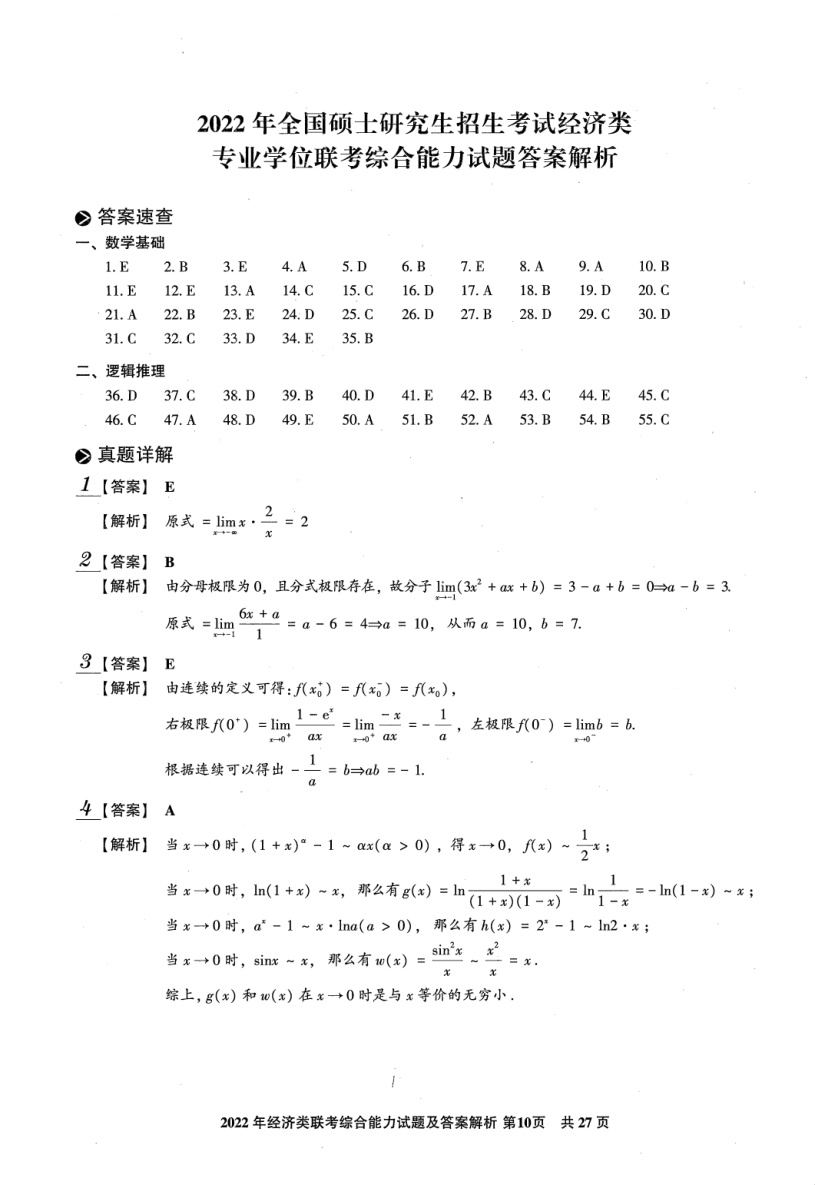 2022 年全国硕士研究生招生考试经济类
专业学位联考综合能力试题答案解析
答案速查
一、数学基础
1. E 2. B 3. E 4. A 5. D 6. B 7. E 8. A 9. A 10. B
11. E 12. E 13. A 14. C 15. C 16. D 17. A 18. B 19. D 20. C
21. A 22. B 23. E 24. D 25. C 26. D 27. B 28. D 29. C 30. D
31. C 32. C 33. D 34. E 35. B
二、逻辑推理
36. D 37. C 38. D 39. B 40. D 41. E 42. B 43. C 44. E 45. C
46. C 47. A 48. D 49. E 50. A 51. B 52. A 53. B 54. B 55. C
真题详解
1【答案】 E
【解析】 原式 = lim_{x→-∞} x · 2/x = 2
2【答案】 B
【解析】 由分母极限为 0，且分式极限存在，故分子 lim_{x→-1}(3x² + ax + b) = 3 - a + b = 0⇒a - b = 3.
原式 = lim_{x→-1} (6x + a)/1 = a - 6 = 4⇒a = 10，从而 a = 10，b = 7.
3【答案】 E
【解析】 由连续的定义可得：f(x₀⁺) = f(x₀⁻) = f(x₀)，
右极限 f(0⁺) = lim_{x→0⁺} (1 - eˣ)/(ax) = lim_{x→0⁺} (-x)/(ax) = - 1/a，左极限 f(0⁻) = lim_{x→0⁻} b = b.
根据连续可以得出 - 1/a = b⇒ab = - 1.
4【答案】 A
【解析】 当 x→0 时，(1 + x)^α - 1 ~ αx(α > 0)，得 x→0，f(x) ~ 1/2 x；
当 x→0 时，ln(1 + x) ~ x，那么有 g(x) = ln (1 + x)/((1 + x)(1 - x)) = ln 1/(1 - x) = - ln(1 - x) ~ x；
当 x→0 时，aˣ - 1 ~ x · lna(a > 0)，那么有 h(x) = 2ˣ - 1 ~ ln2 · x；
当 x→0 时，sinx ~ x，那么有 w(x) = sin²x/x ~ x²/x = x.
综上，g(x) 和 w(x) 在 x→0 时是与 x 等价的无穷小.
2022 年经济类联考综合能力试题及答案解析 第10页 共 27 页